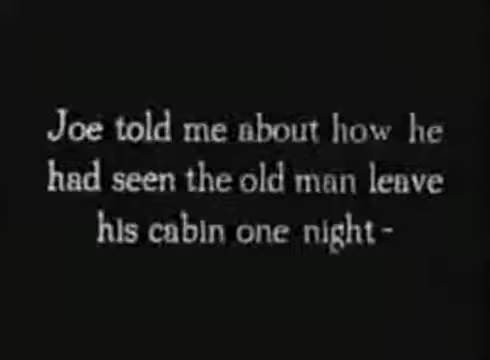 Joe told me about how he
had seen the old man leave
his cabin one night-